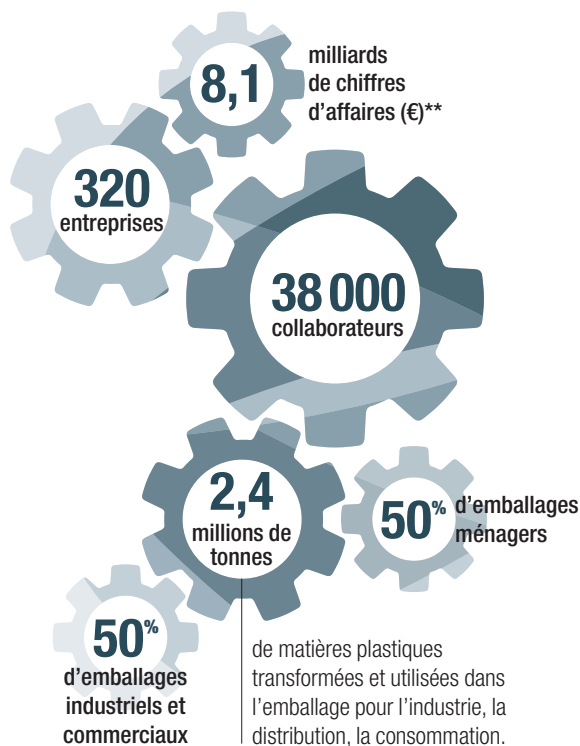 8,1
milliards
de chiffres
d'affaires (€)**
320
entreprises
38 000
collaborateurs
2,4
millions de
tonnes
50%
d'emballages
ménagers
50%
d'emballages
industriels et
commerciaux
de matières plastiques
transformées et utilisées dans
l'emballage pour l'industrie, la
distribution, la consommation.